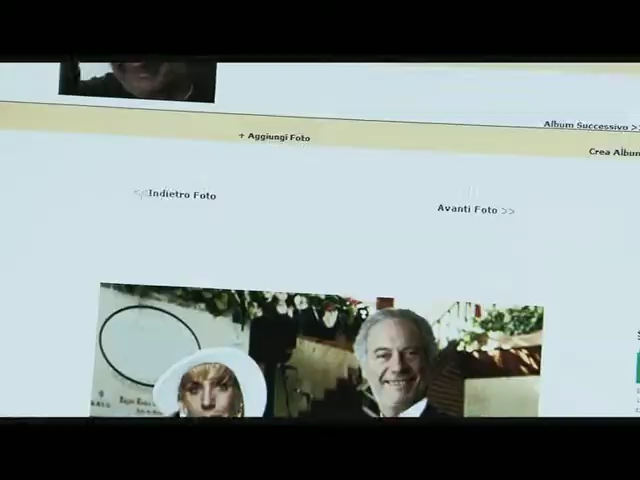 Album Successivo >>
+ Aggiungi Foto
Crea Album
<<Indietro Foto
Avanti Foto >>